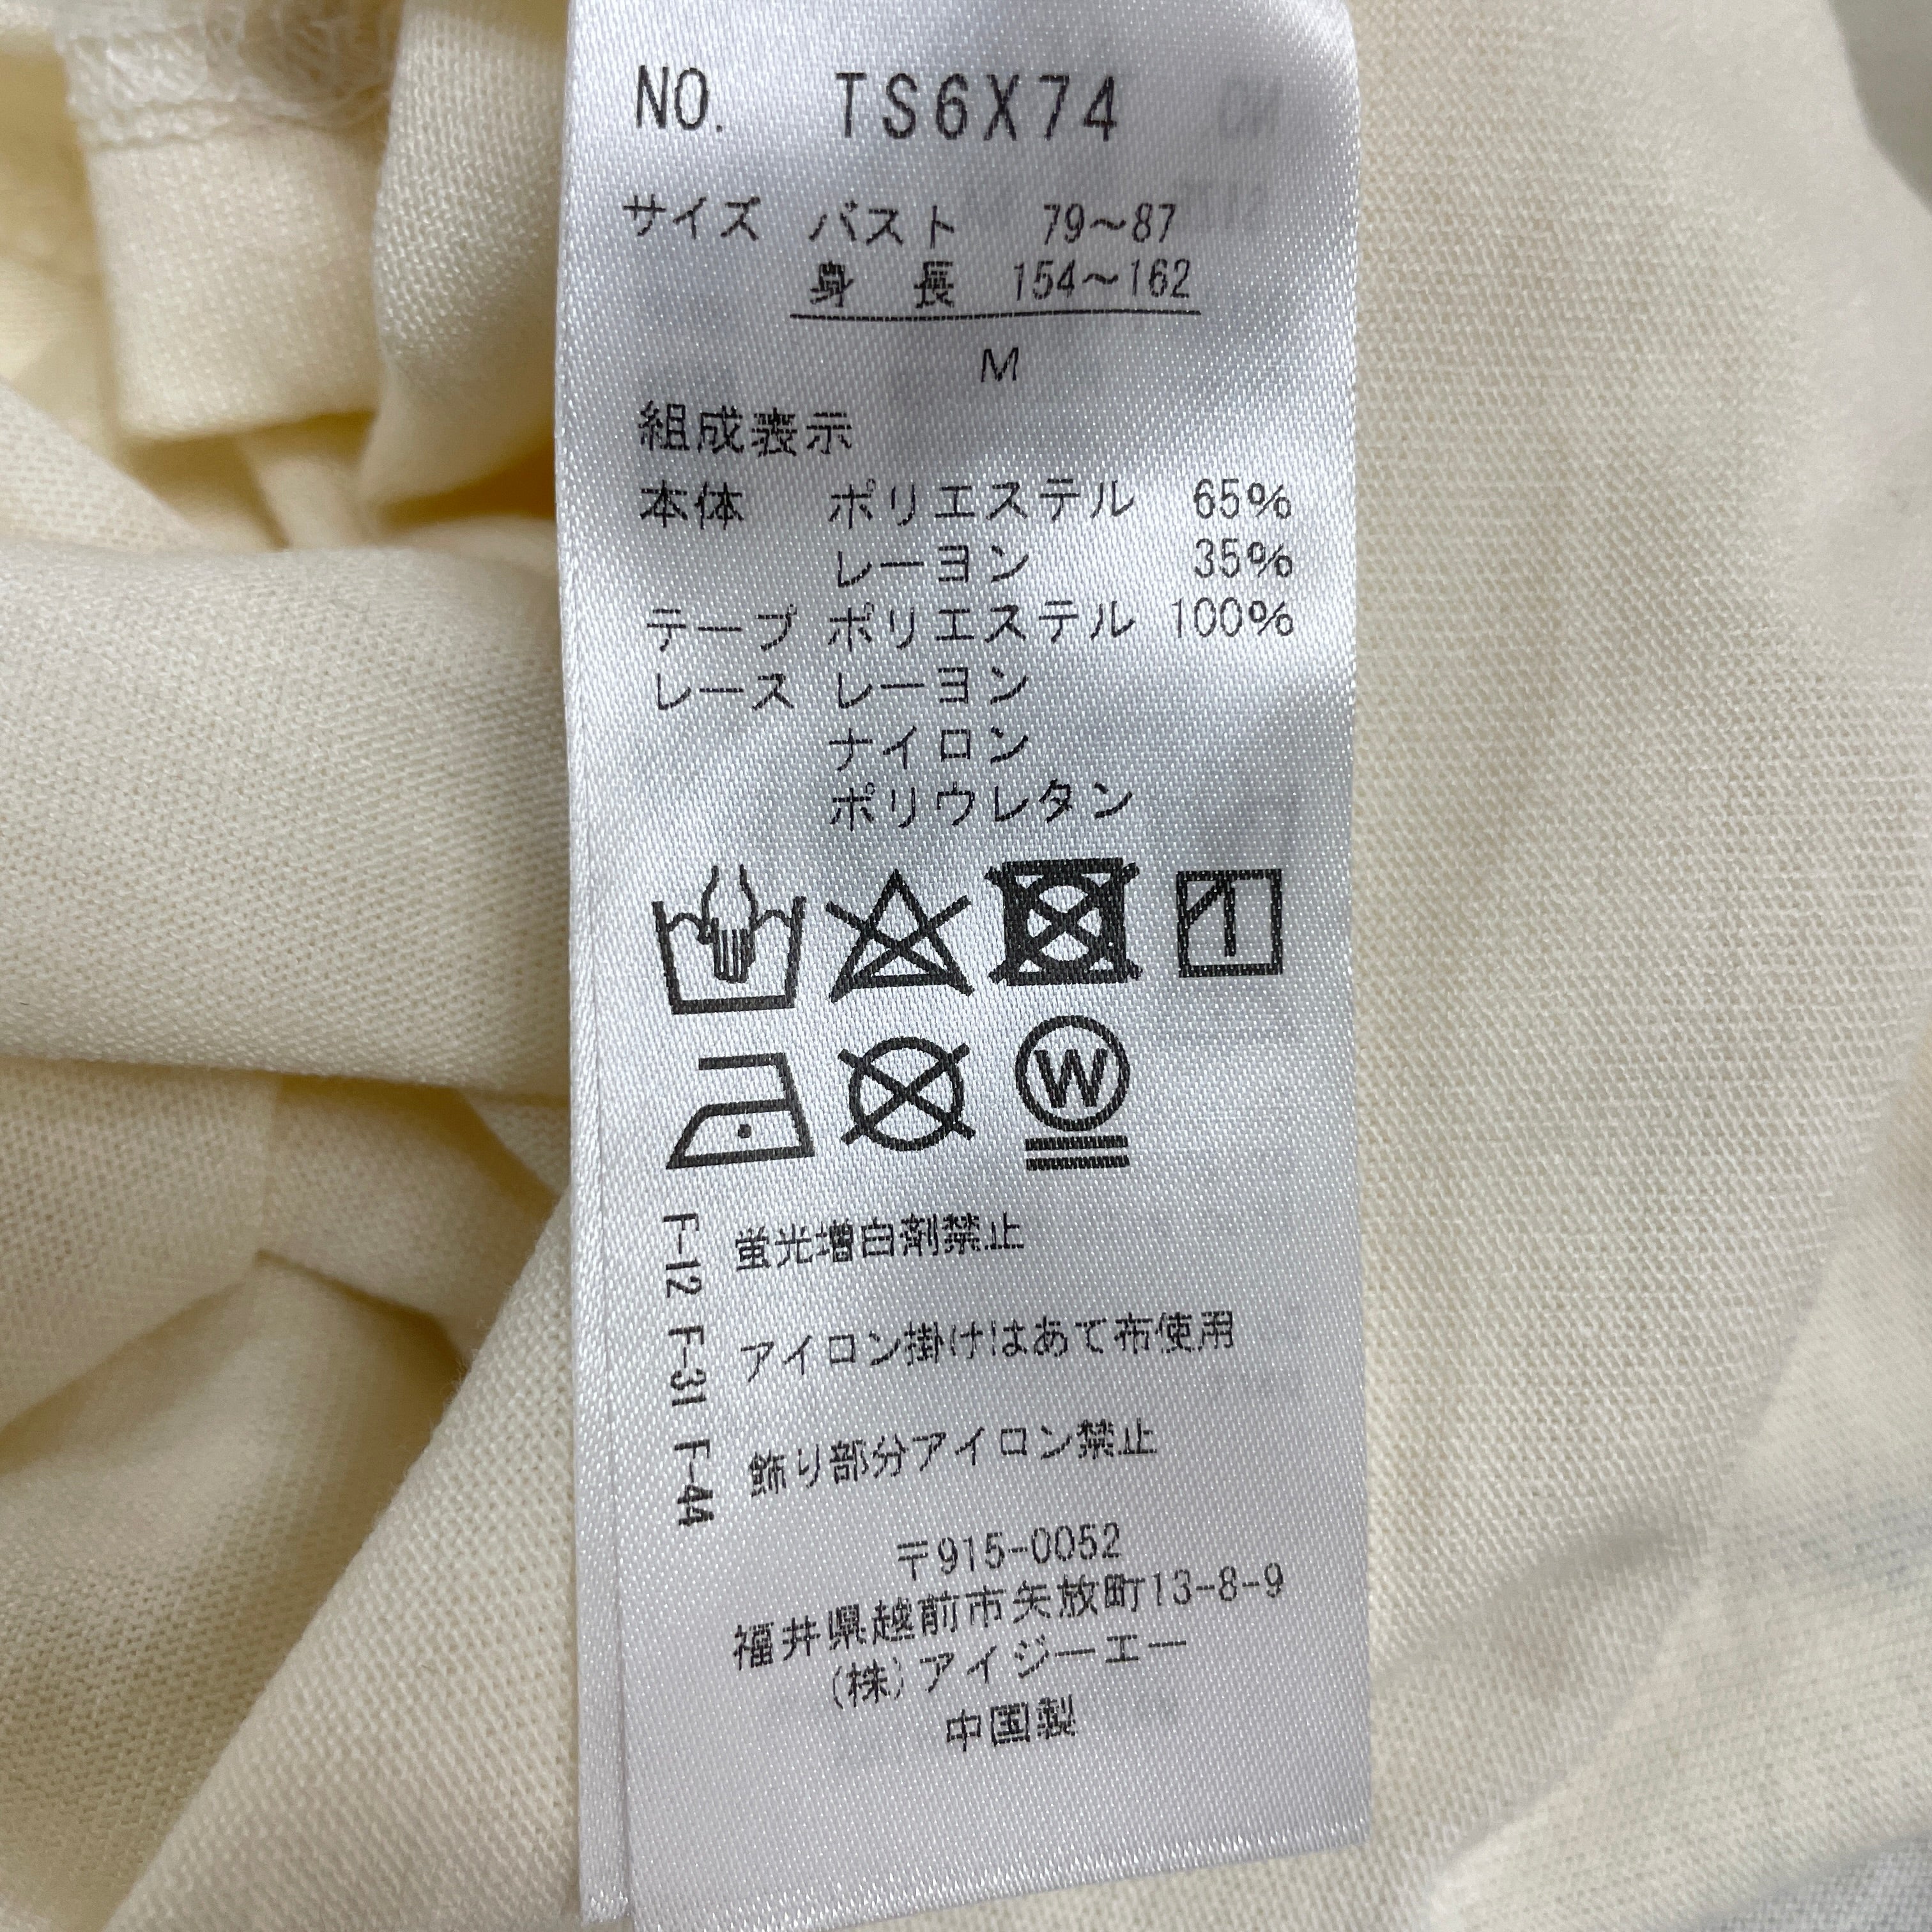 NO. TS6X74
サイズ バスト 79～87
身長 154～162
M
組成表示
本体 ポリエステル 65%
レーヨン 35%
テープ ポリエステル 100%
レース レーヨン
ナイロン
ポリウレタン
W
F-12 蛍光増白剤禁止
F-31 アイロン掛けはあて布使用
F-44 飾り部分アイロン禁止
〒915-0052
福井県越前市矢放町13-8-9
(株)アイジーエー
中国製